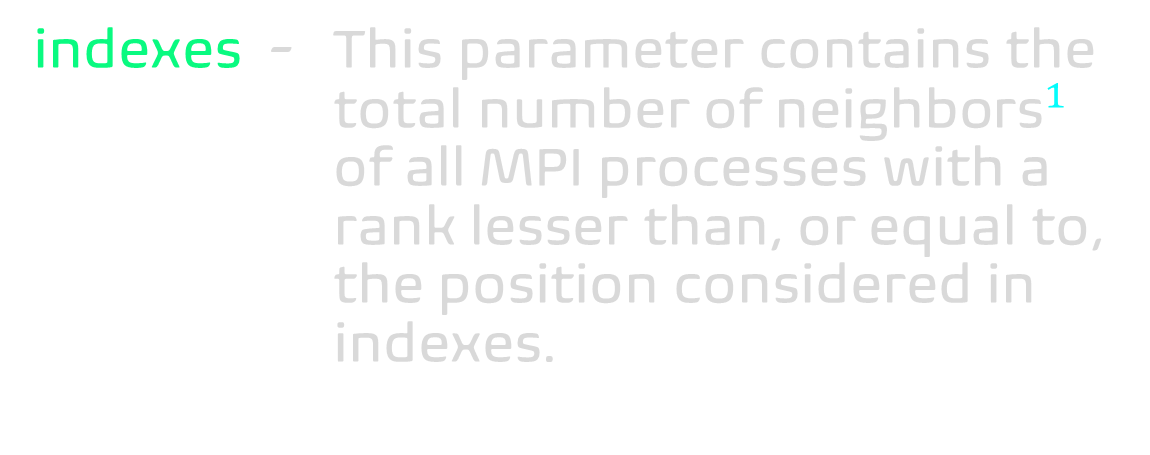 indexes - This parameter contains the
total number of neighbors¹
of all MPI processes with a
rank lesser than, or equal to,
the position considered in
indexes.